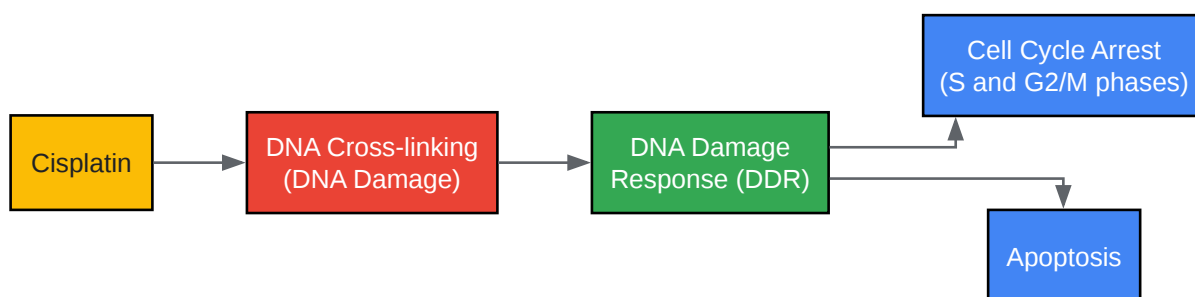 Cisplatin
DNA Cross-linking
(DNA Damage)
DNA Damage
Response (DDR)
Cell Cycle Arrest
(S and G2/M phases)
Apoptosis